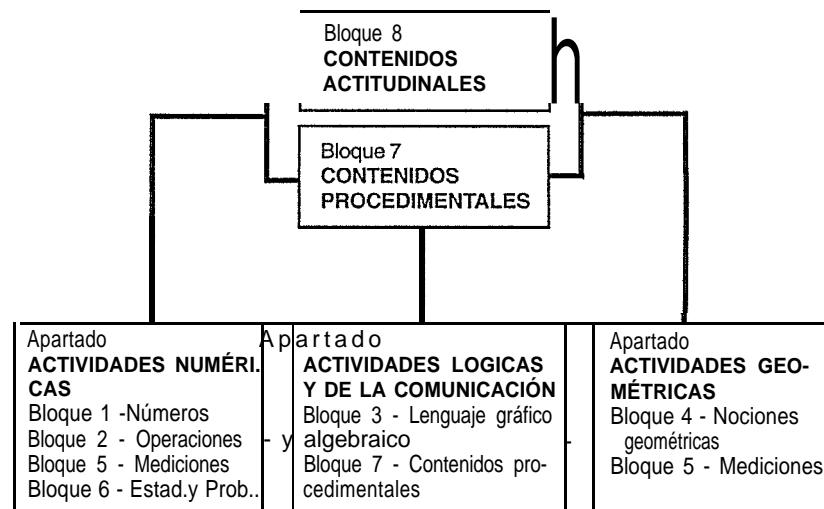 Bloque 8
CONTENIDOS
ACTITUDINALES
Bloque 7
CONTENIDOS
PROCEDIMENTALES
Apartado
ACTIVIDADES NUMÉRI.
CAS
Bloque 1 -Números
Bloque 2 - Operaciones
Bloque 5 - Mediciones
Bloque 6 - Estad.y Prob..
Apartado
ACTIVIDADES LOGICAS
Y DE LA COMUNICACIÓN
Bloque 3 - Lenguaje gráfico
- y algebraico -
Bloque 7 - Contenidos pro-
cedimentales
Apartado
ACTIVIDADES GEO-
MÉTRICAS
Bloque 4 - Nociones
geométricas
Bloque 5 - Mediciones